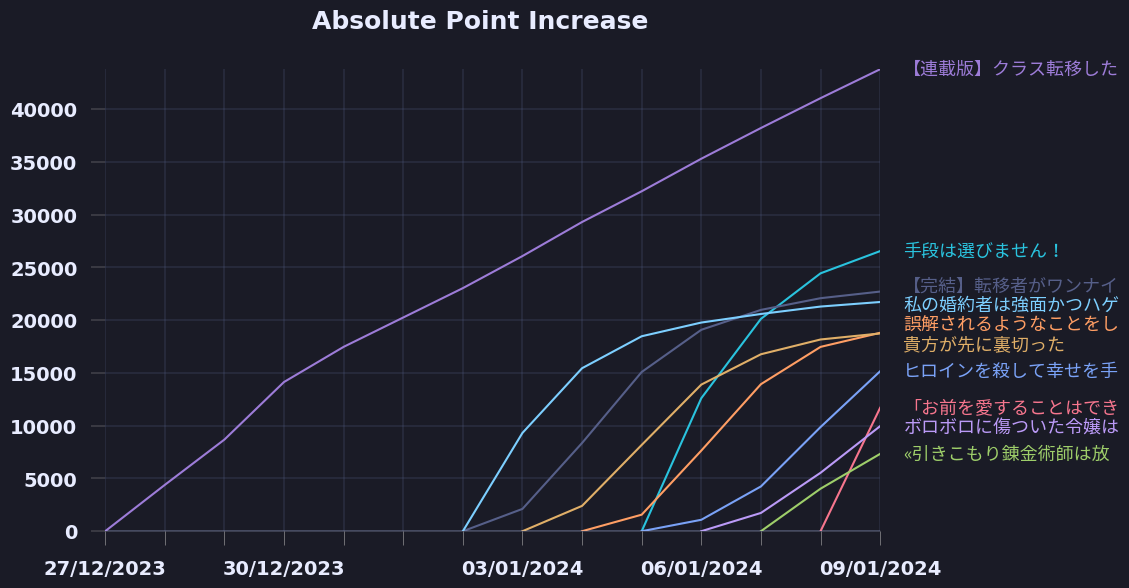 Absolute Point Increase
40000
35000
30000
25000
20000
15000
10000
5000
0
27/12/2023
30/12/2023
03/01/2024
06/01/2024
09/01/2024
【連載版】クラス転移した
手段は選びません！
【完結】転移者がワンナイ
私の婚約者は強面かつハゲ
誤解されるようなことをし
貴方が先に裏切った
ヒロインを殺して幸せを手
「お前を愛することはでき
ボロボロに傷ついた令嬢は
«引きこもり錬金術師は放